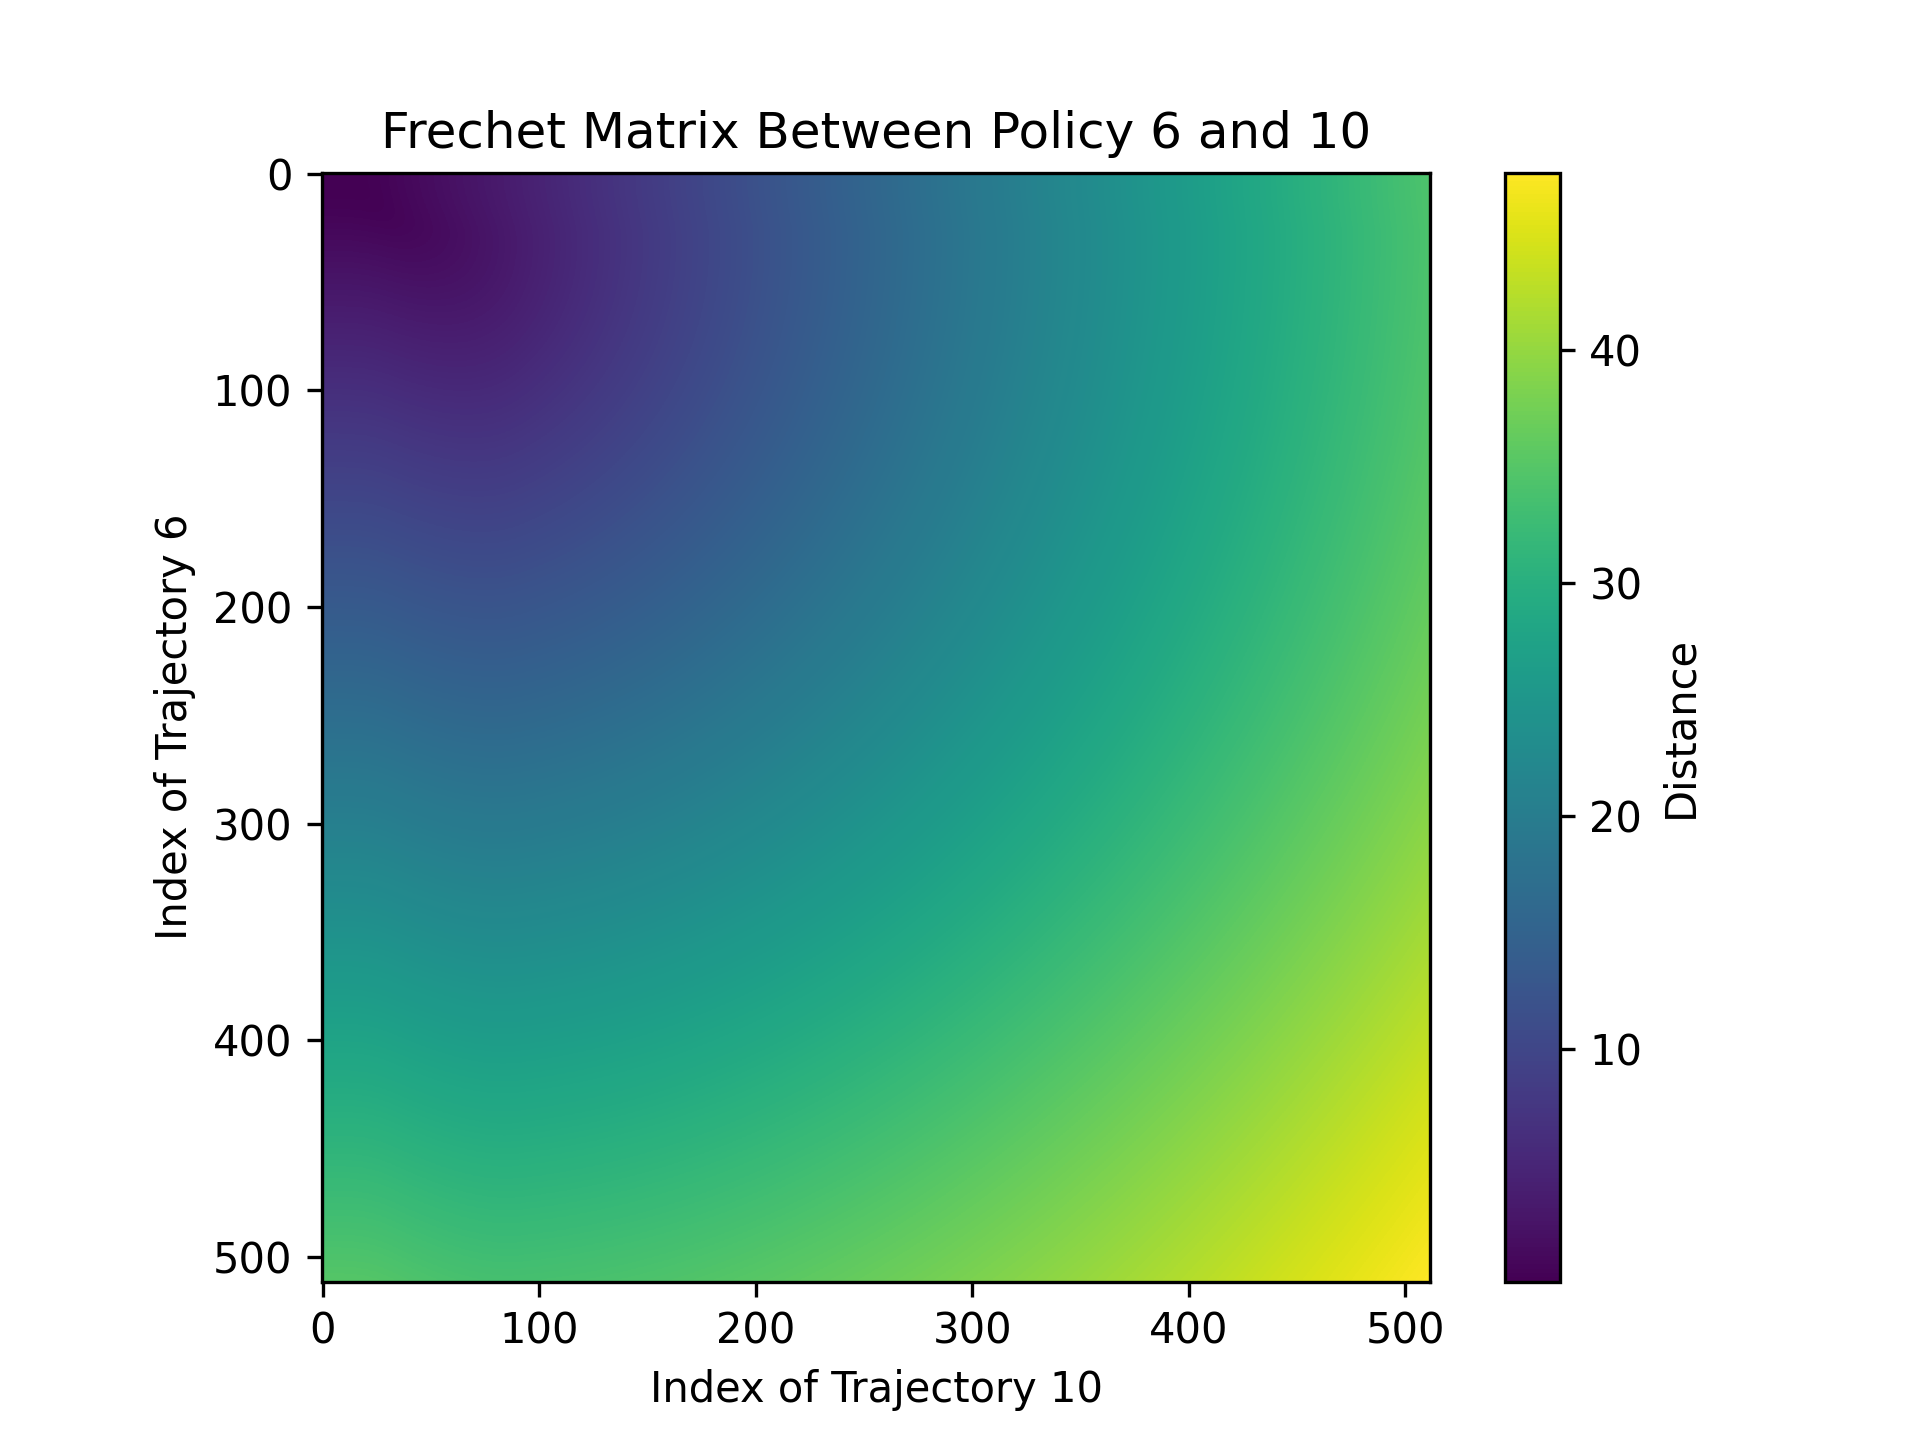 Frechet Matrix Between Policy 6 and 10
0
100
200
300
400
500
Index of Trajectory 6
0 100 200 300 400 500
Index of Trajectory 10
40
30
20
10
Distance